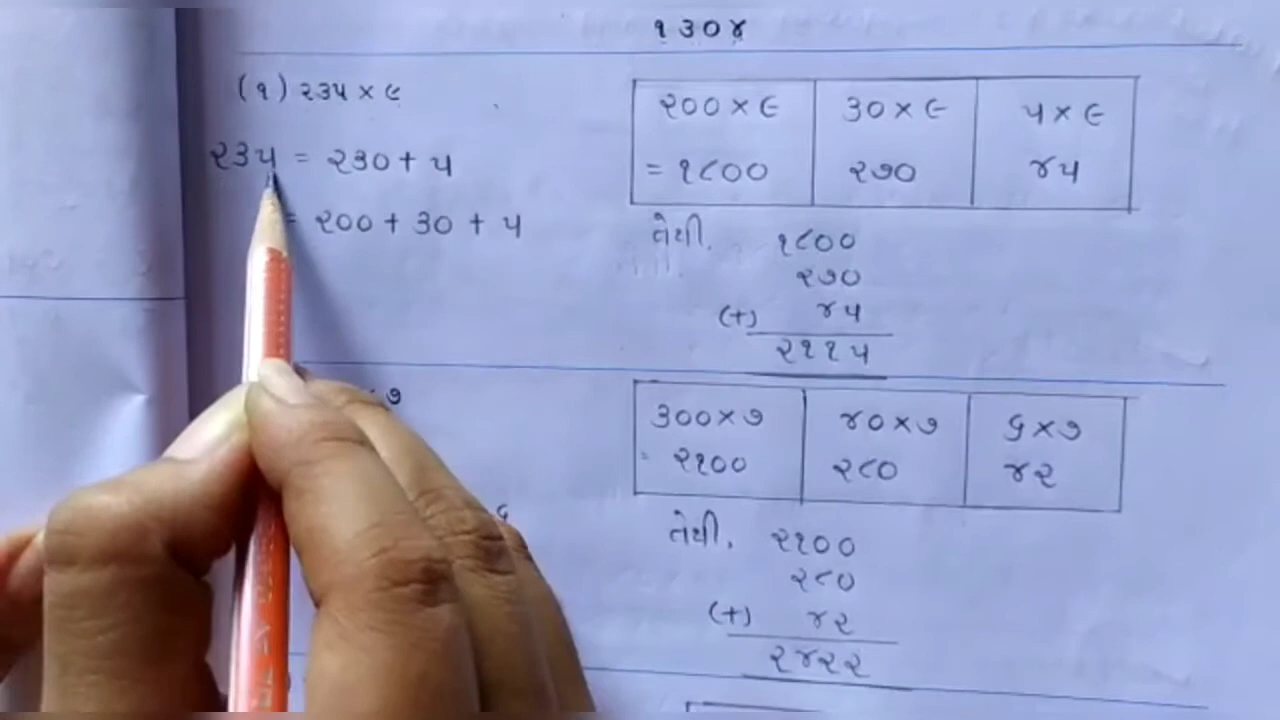 ૧૩૦૪
(૧) ૨૩૫ × ૯
૨૩૫ = ૨૩૦ + ૫
= ૨૦૦ + ૩૦ + ૫
૨૦૦ × ૯ ૩૦ × ૯ ૫ × ૯
= ૧૮૦૦ ૨૭૦ ૪૫
તેથી, ૧૮૦૦
૨૭૦
(+) ૪૫
૨૧૧૫
૭
૩૦૦ × ૭ ૪૦ × ૭ ૬ × ૭
= ૨૧૦૦ ૨૮૦ ૪૨
તેથી, ૨૧૦૦
૨૮૦
(+) ૪૨
૨૪૨૨